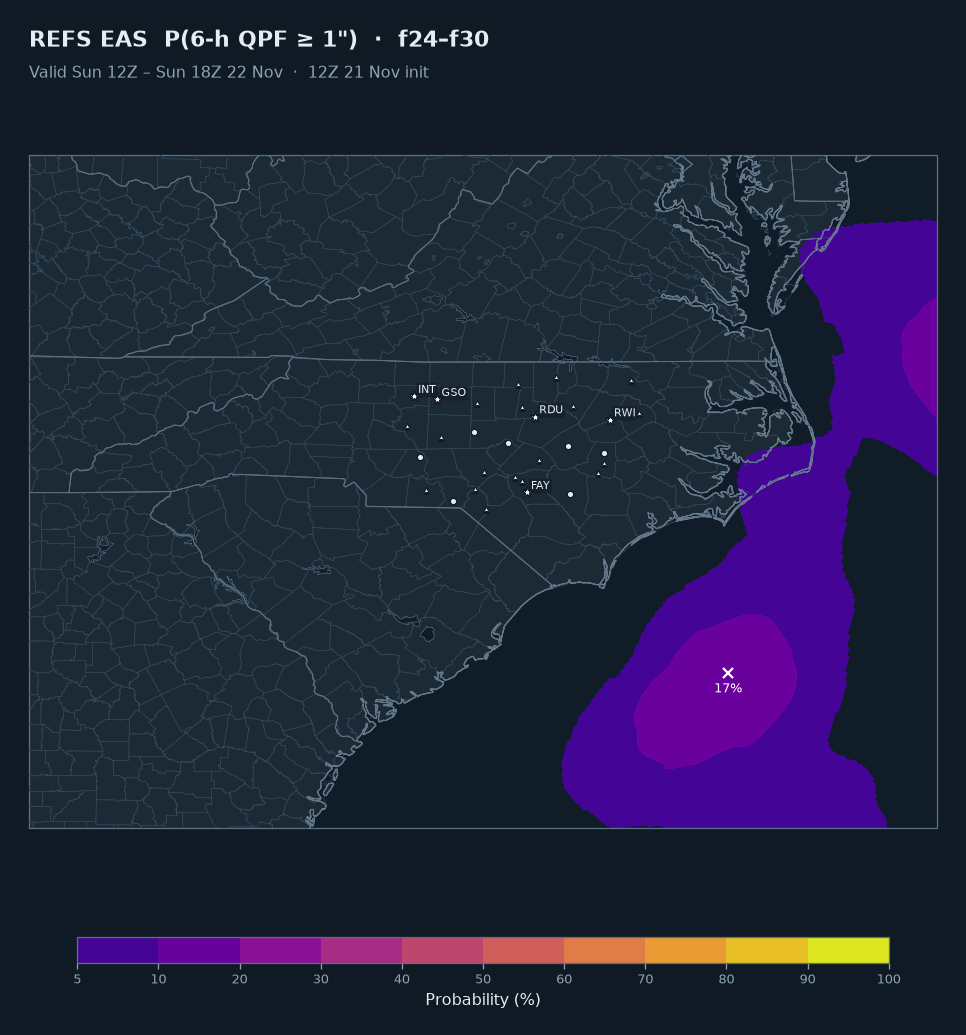 REFS EAS  P(6-h QPF ≥ 1")  ·  f24–f30
Valid Sun 12Z – Sun 18Z 22 Nov  ·  12Z 21 Nov init
INT GSO
RDU RWI
FAY
17%
5 10 20 30 40 50 60 70 80 90 100
Probability (%)